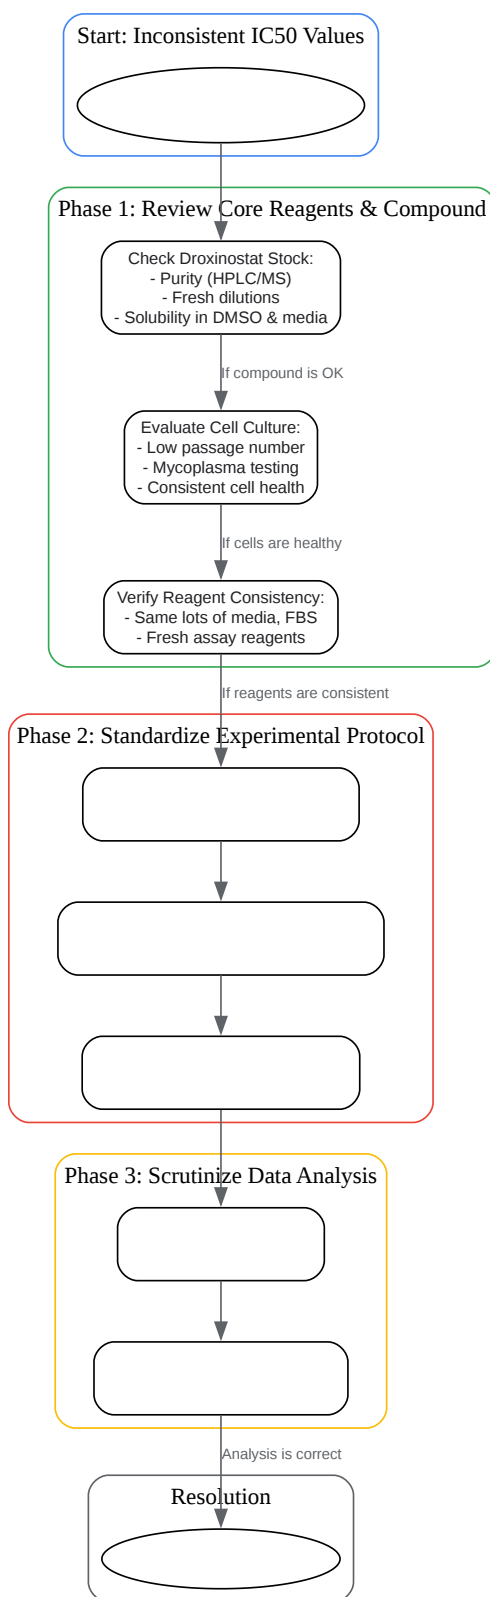 Start: Inconsistent IC50 Values
Phase 1: Review Core Reagents & Compound
Check Droxinostat Stock:
- Purity (HPLC/MS)
- Fresh dilutions
- Solubility in DMSO & media
If compound is OK
Evaluate Cell Culture:
- Low passage number
- Mycoplasma testing
- Consistent cell health
If cells are healthy
Verify Reagent Consistency:
- Same lots of media, FBS
- Fresh assay reagents
If reagents are consistent
Phase 2: Standardize Experimental Protocol
Phase 3: Scrutinize Data Analysis
Analysis is correct
Resolution